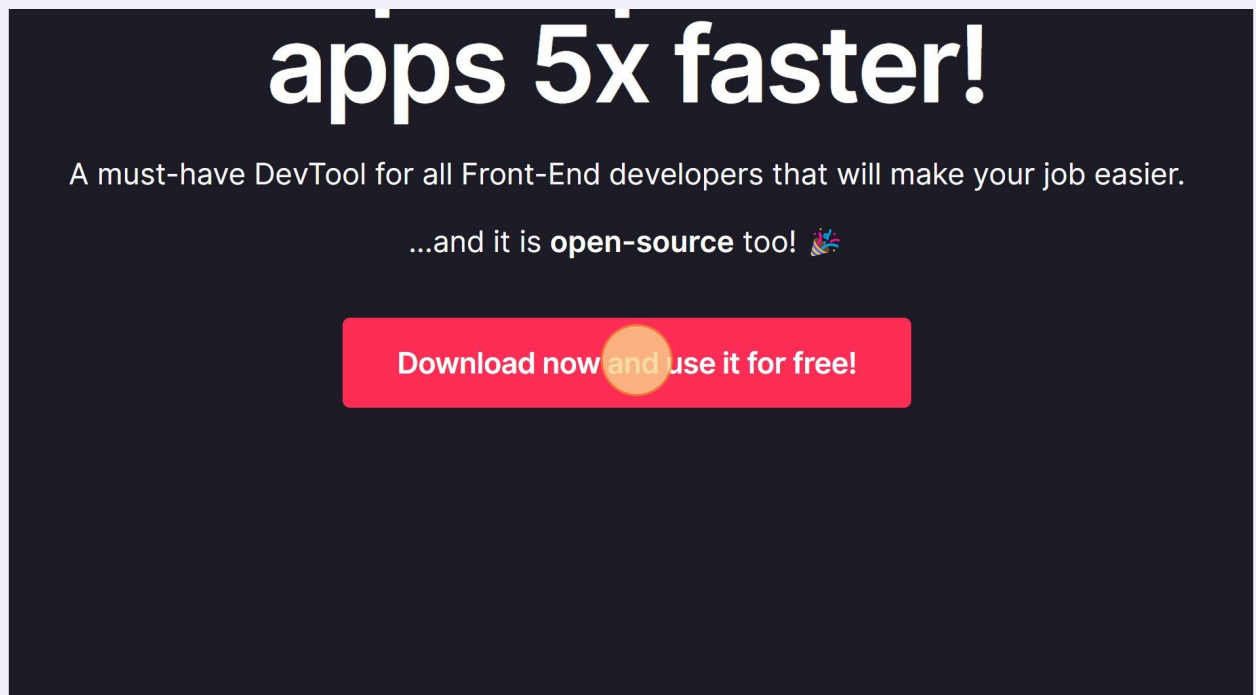 apps 5x faster!
A must-have DevTool for all Front-End developers that will make your job easier.
...and it is open-source too! 🎉
Download now and use it for free!